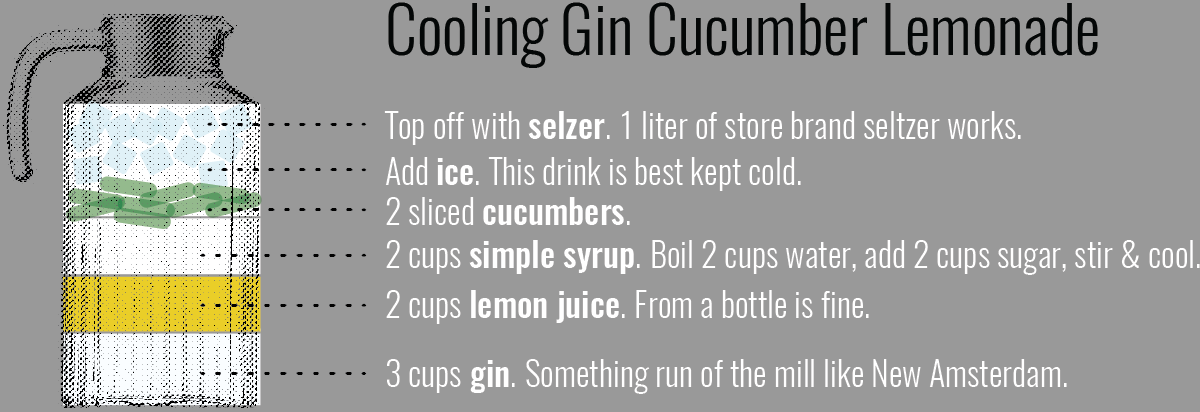 Cooling Gin Cucumber Lemonade
Top off with selzer. 1 liter of store brand seltzer works.
Add ice. This drink is best kept cold.
2 sliced cucumbers.
2 cups simple syrup. Boil 2 cups water, add 2 cups sugar, stir & cool.
2 cups lemon juice. From a bottle is fine.
3 cups gin. Something run of the mill like New Amsterdam.